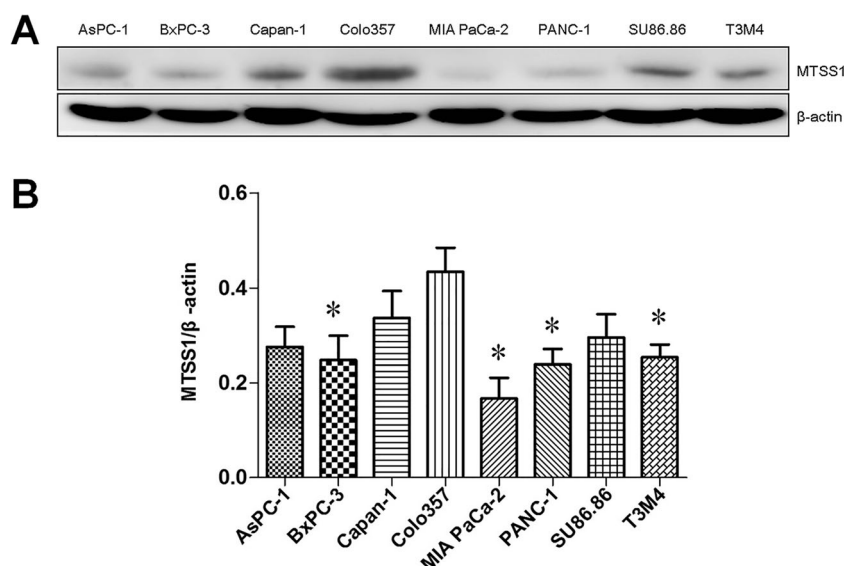 A
AsPC-1 BxPC-3 Capan-1 Colo357 MIA PaCa-2 PANC-1 SU86.86 T3M4
MTSS1
β-actin
B
MTSS1/β -actin
0.6
0.4
0.2
0.0
* * * *
AsPC-1 BxPC-3 Capan-1 Colo357 MIA PaCa-2 PANC-1 SU86.86 T3M4